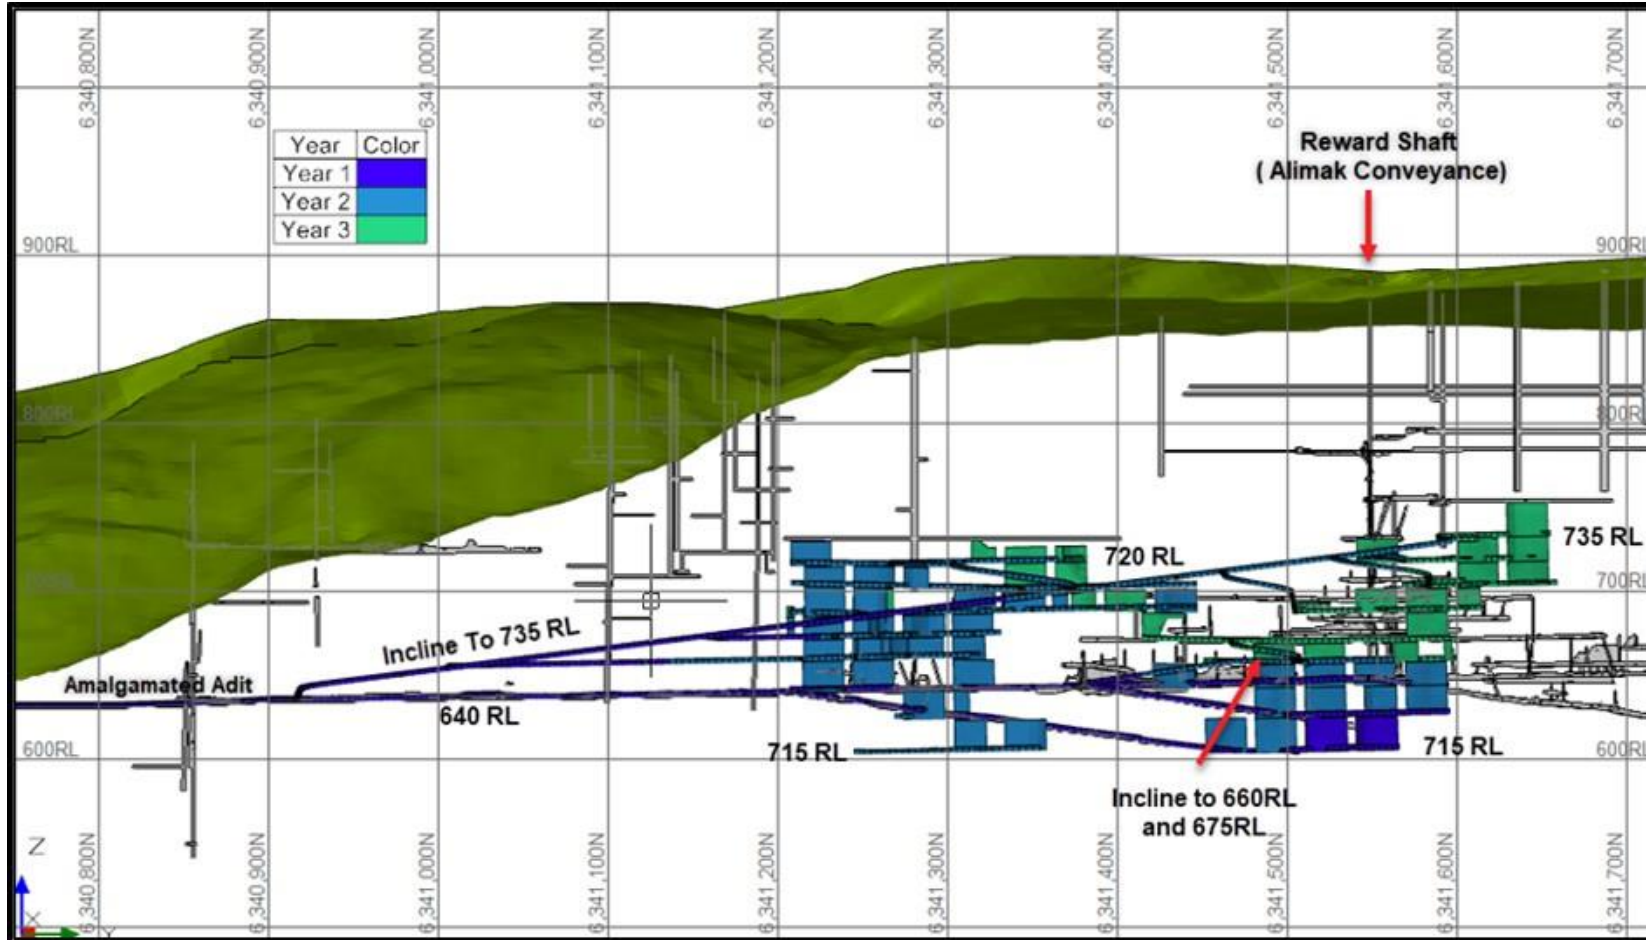 6,340,800N
6,340,900N
6,341,000N
6,341,100N
6,341,200N
6,341,300N
6,341,400N
6,341,500N
6,341,600N
6,341,700N
Year Color
Year 1
Year 2
Year 3
Reward Shaft
( Alimak Conveyance)
900RL
900RL
800RL
800RL
735 RL
720 RL
700RL
700RL
Incline To 735 RL
Amalgamated Adit
640 RL
715 RL
715 RL
600RL
600RL
Incline to 660RL
and 675RL
Z
X
Y
6,340,800N
6,340,900N
6,341,000N
6,341,100N
6,341,200N
6,341,300N
6,341,400N
6,341,500N
6,341,600N
6,341,700N